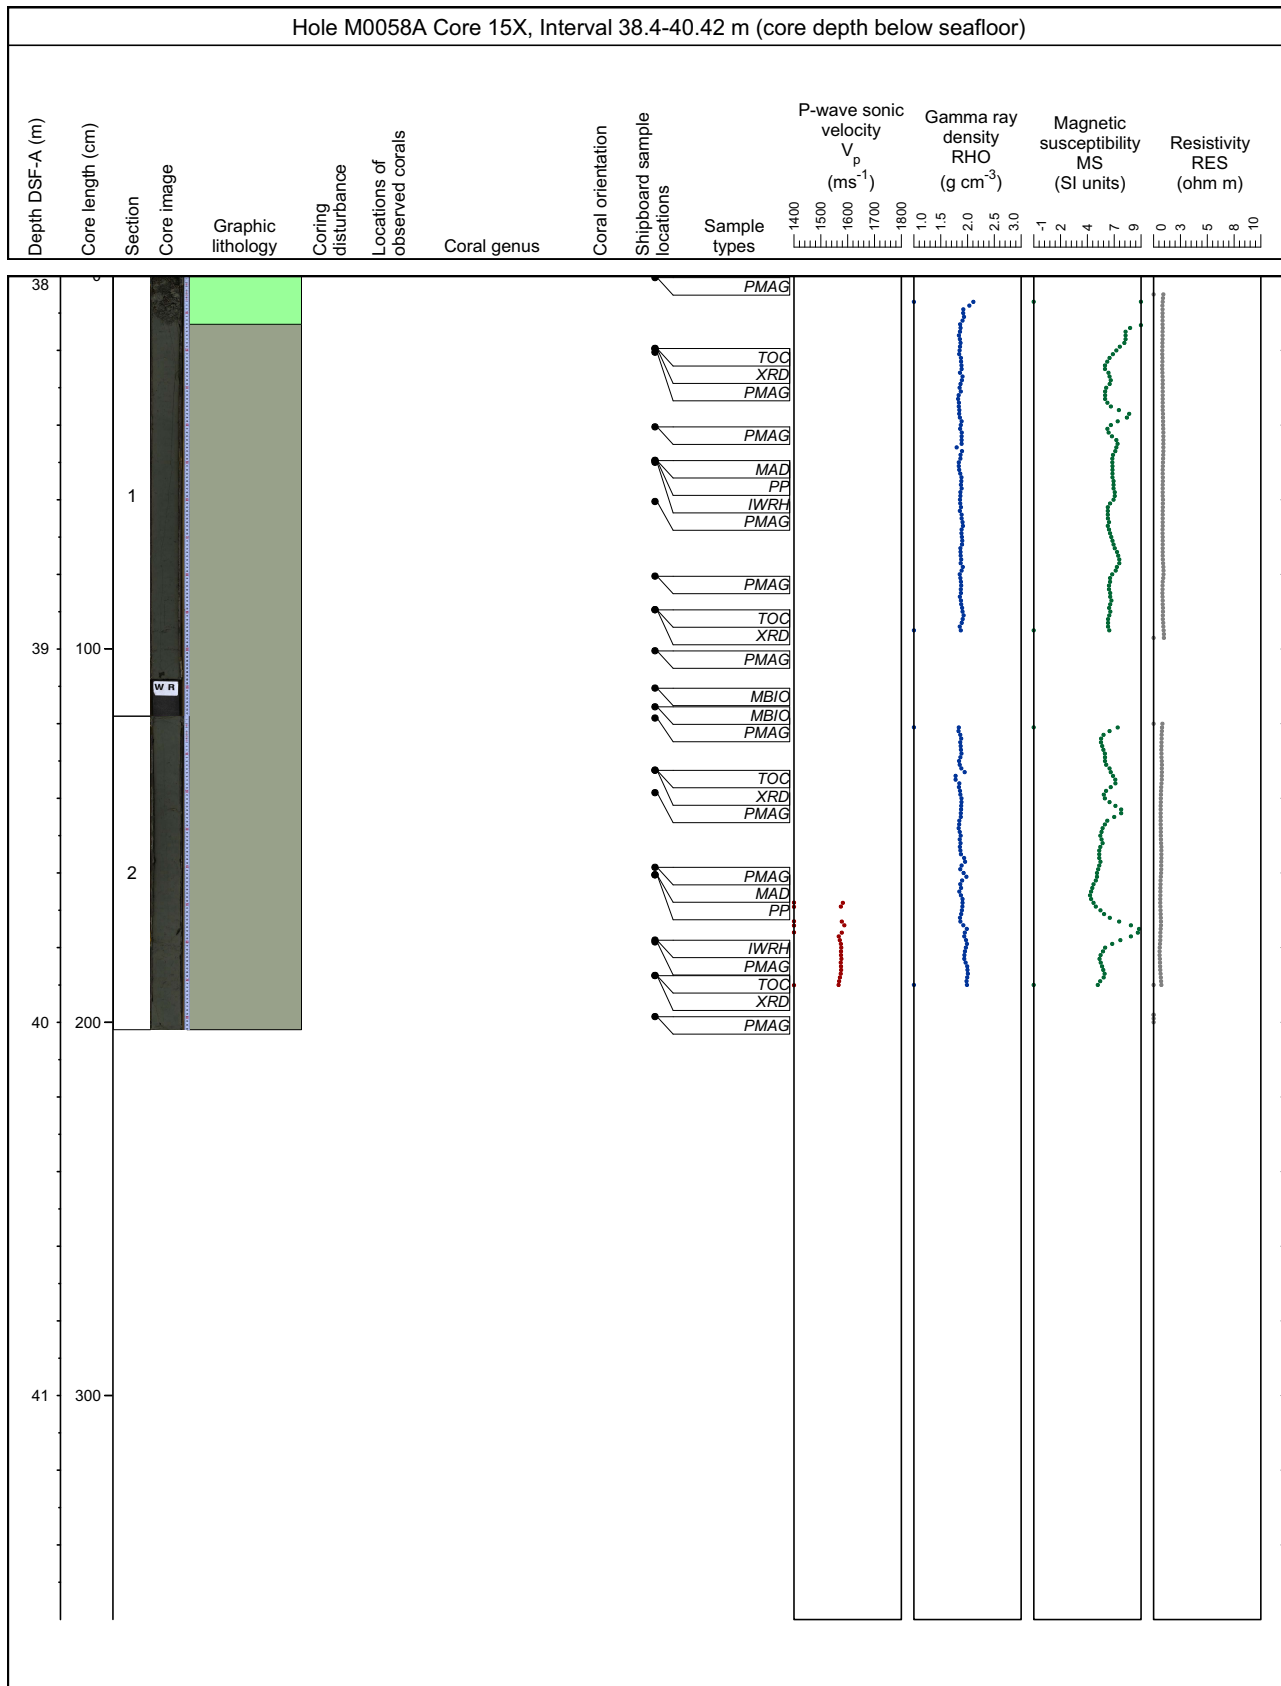 Hole M0058A Core 15X, Interval 38.4-40.42 m (core depth below seafloor)
Depth DSF-A (m)
Core length (cm)
Section
Core image
Graphic
lithology
Coring
disturbance
Locations of
observed corals
Coral genus
Coral orientation
Shipboard sample
locations
Sample
types
P-wave sonic
velocity
Vp
(ms-1)
1400 1500 1600 1700 1800
Gamma ray
density
RHO
(g cm-3)
1.0 1.5 2.0 2.5 3.0
Magnetic
susceptibility
MS
(SI units)
-1 2 4 7 9
Resistivity
RES
(ohm m)
0 3 5 8 10
38
0
PMAG
TOC
XRD
PMAG
PMAG
MAD
PP
1
IWRH
PMAG
PMAG
TOC
XRD
39 100
PMAG
W R
MBIO
MBIO
PMAG
TOC
XRD
PMAG
2
PMAG
MAD
PP
IWRH
PMAG
TOC
XRD
40 200
PMAG
41 300